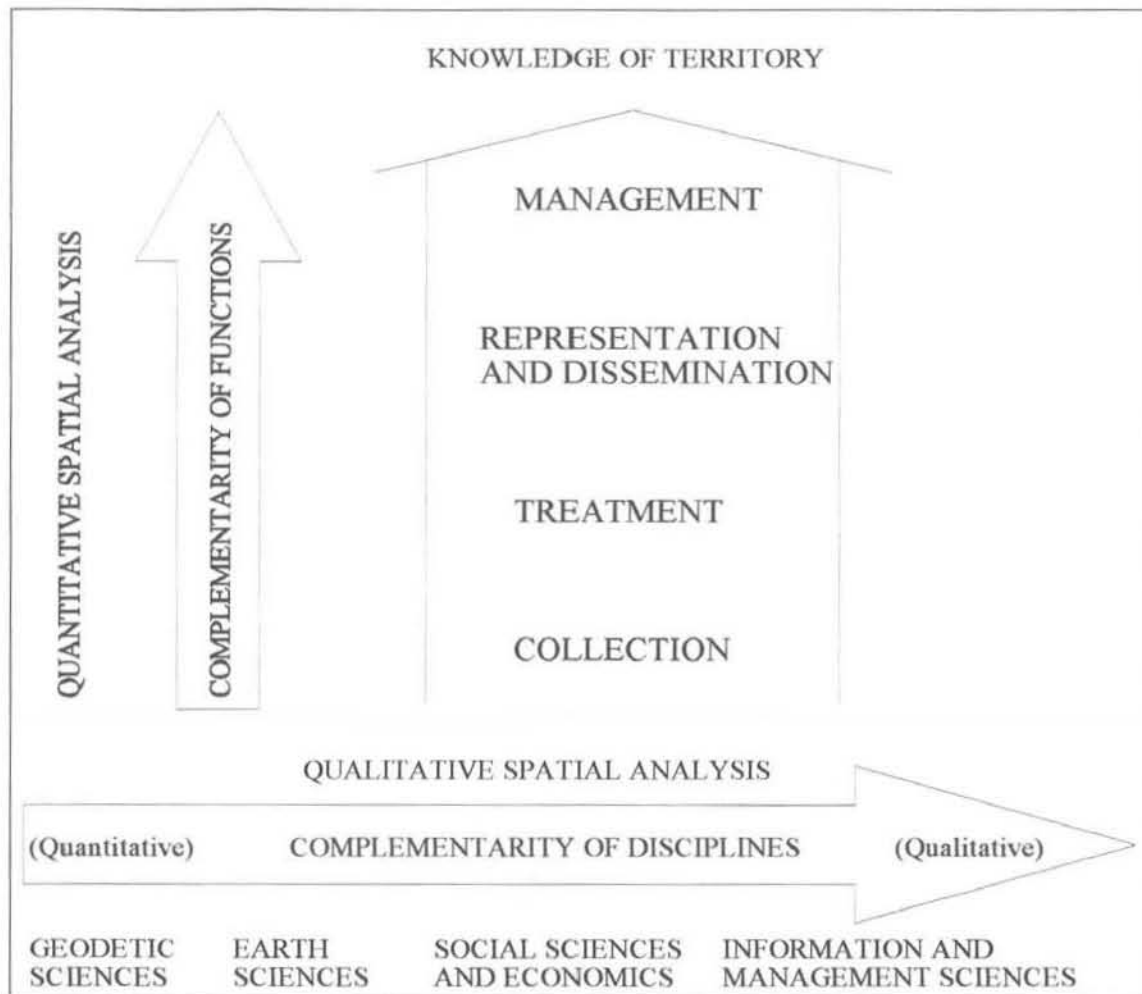 KNOWLEDGE OF TERRITORY
QUANTITATIVE SPATIAL ANALYSIS
COMPLEMENTARITY OF FUNCTIONS
MANAGEMENT
REPRESENTATION
AND DISSEMINATION
TREATMENT
COLLECTION
QUALITATIVE SPATIAL ANALYSIS
(Quantitative)
COMPLEMENTARITY OF DISCIPLINES
(Qualitative)
GEODETIC
SCIENCES
EARTH
SCIENCES
SOCIAL SCIENCES
AND ECONOMICS
INFORMATION AND
MANAGEMENT SCIENCES